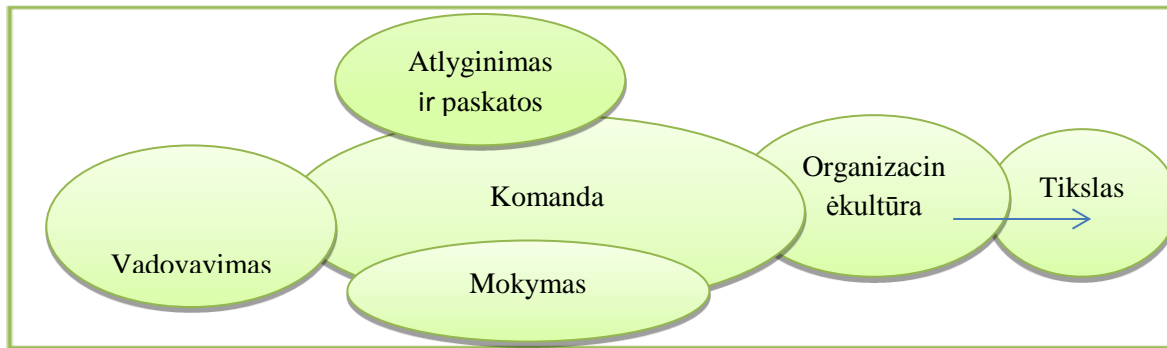 Atlyginimas
ir paskatos
Komanda
Organizacin
ėkultūra
Tikslas
Vadovavimas
Mokymas